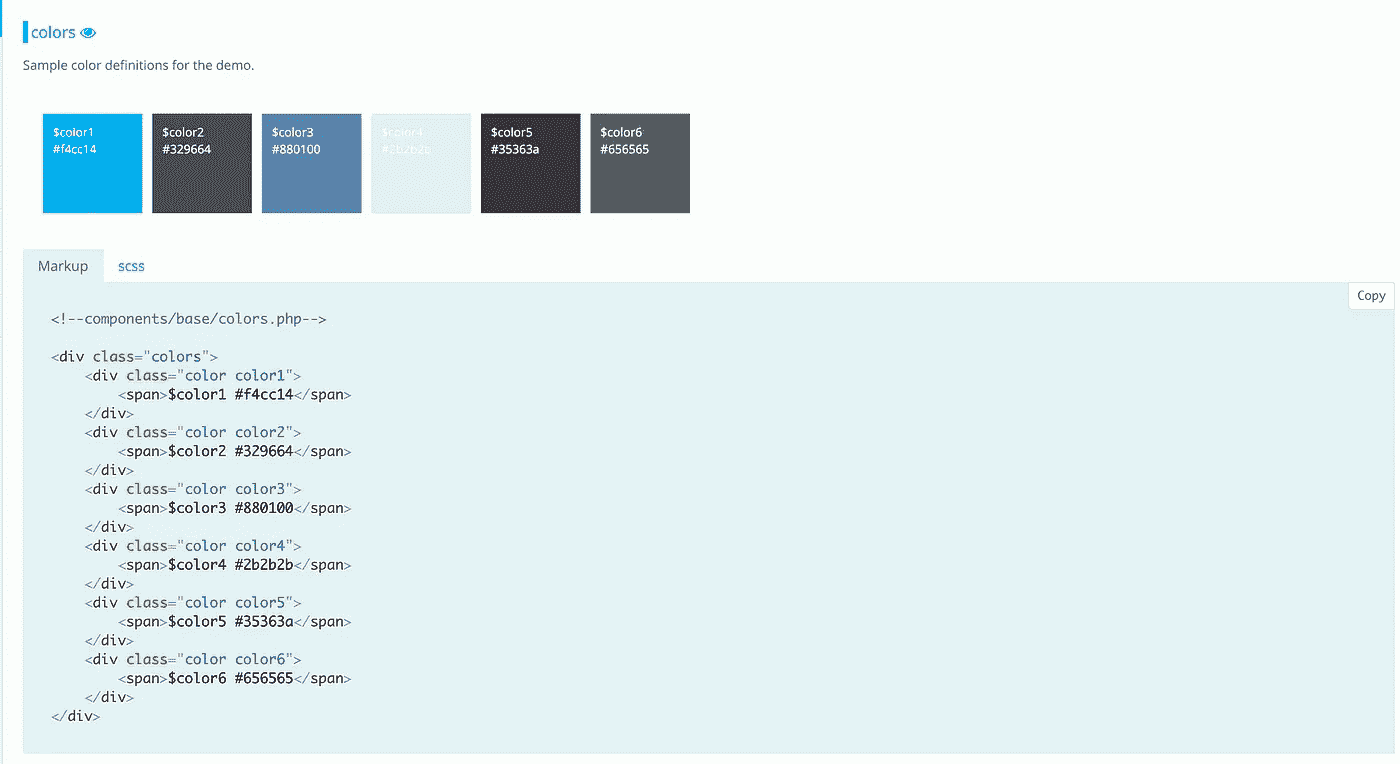 colors
Sample color definitions for the demo.
$color1 $color2 $color3 $color4 $color5 $color6
#f4cc14 #329664 #880100 #2b2b2b #35363a #656565
Markup scss
Copy
<!--components/base/colors.php-->
<div class="colors">
<div class="color color1">
<span>$color1 #f4cc14</span>
</div>
<div class="color color2">
<span>$color2 #329664</span>
</div>
<div class="color color3">
<span>$color3 #880100</span>
</div>
<div class="color color4">
<span>$color4 #2b2b2b</span>
</div>
<div class="color color5">
<span>$color5 #35363a</span>
</div>
<div class="color color6">
<span>$color6 #656565</span>
</div>
</div>